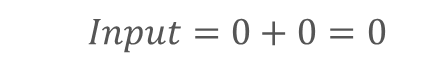 Input = 0 + 0 = 0